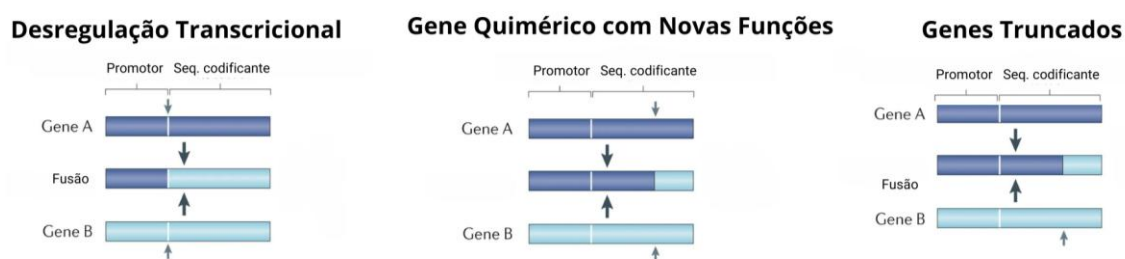 Desregulação Transcricional
Promotor Seq. codificante
Gene A
Fusão
Gene B
Gene Quimérico com Novas Funções
Promotor Seq. codificante
Gene A
Gene B
Genes Truncados
Promotor Seq. codificante
Gene A
Fusão
Gene B